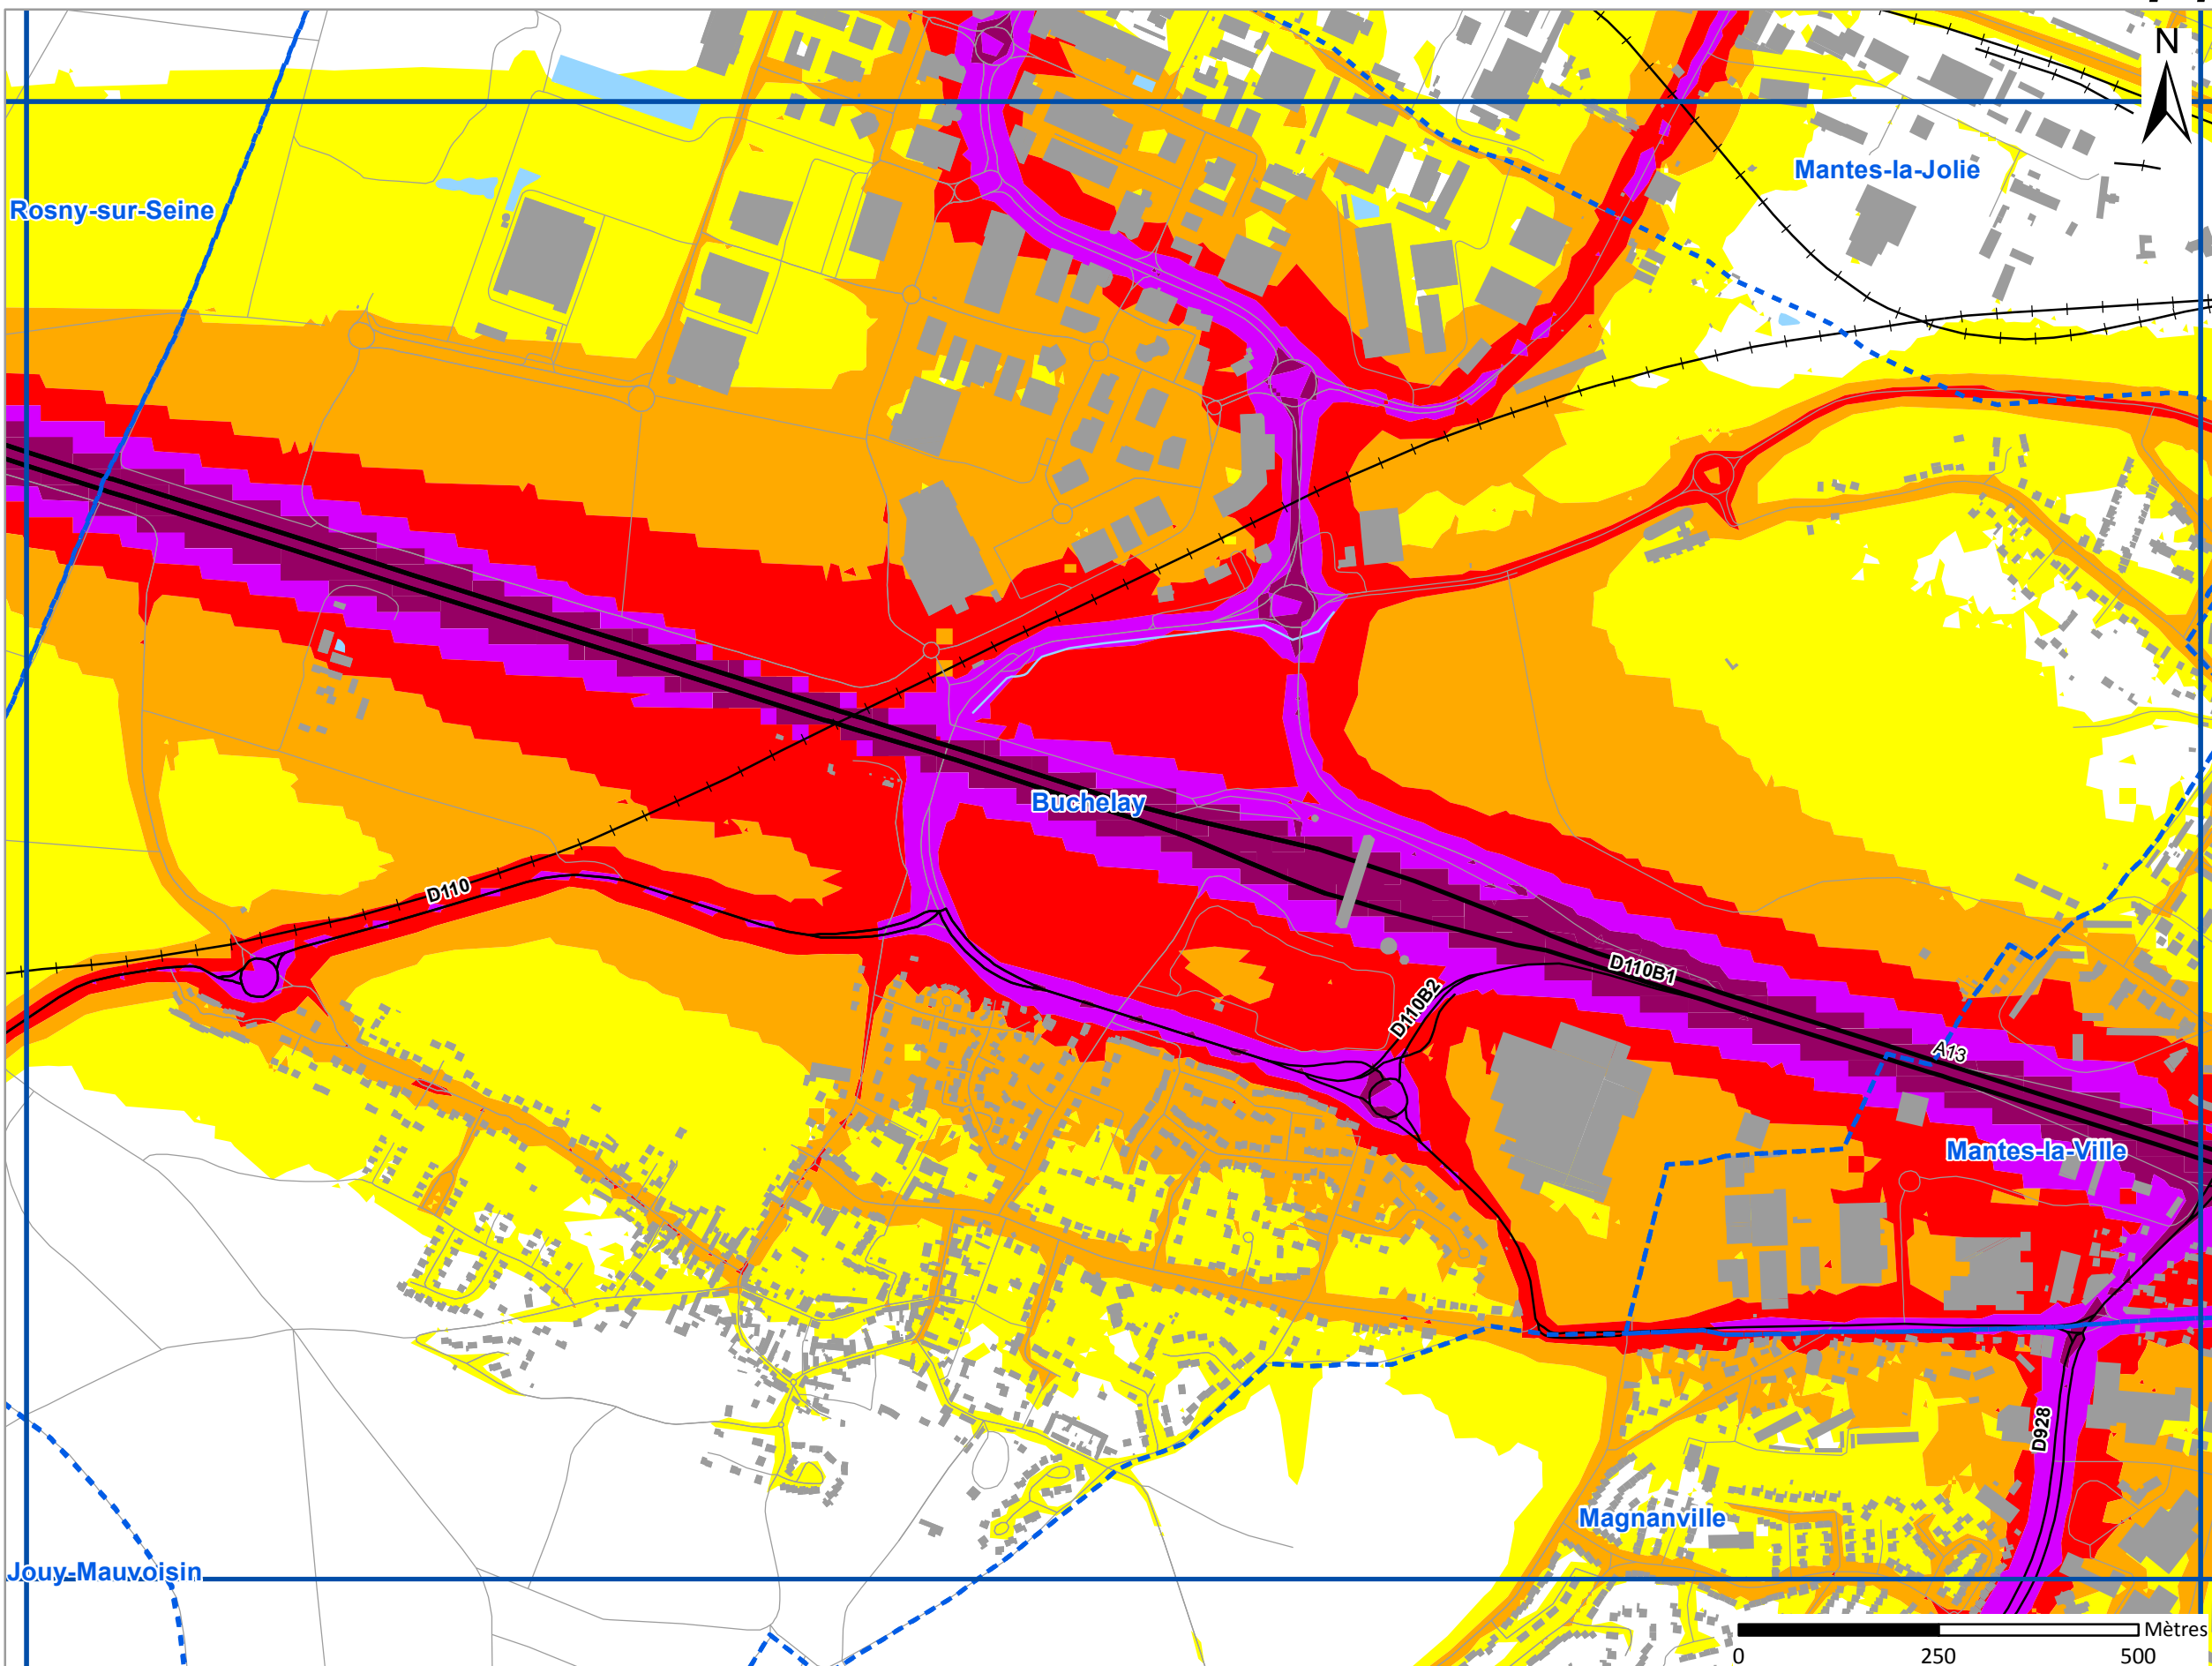 N
Mantes-la-Jolie
Rosny-sur-Seine
Buchelay
D110
D110B1
D110B2
A13
Mantes-la-Ville
D928
Magnanville
Jouy-Mauvoisin
Mètres
0 250 500